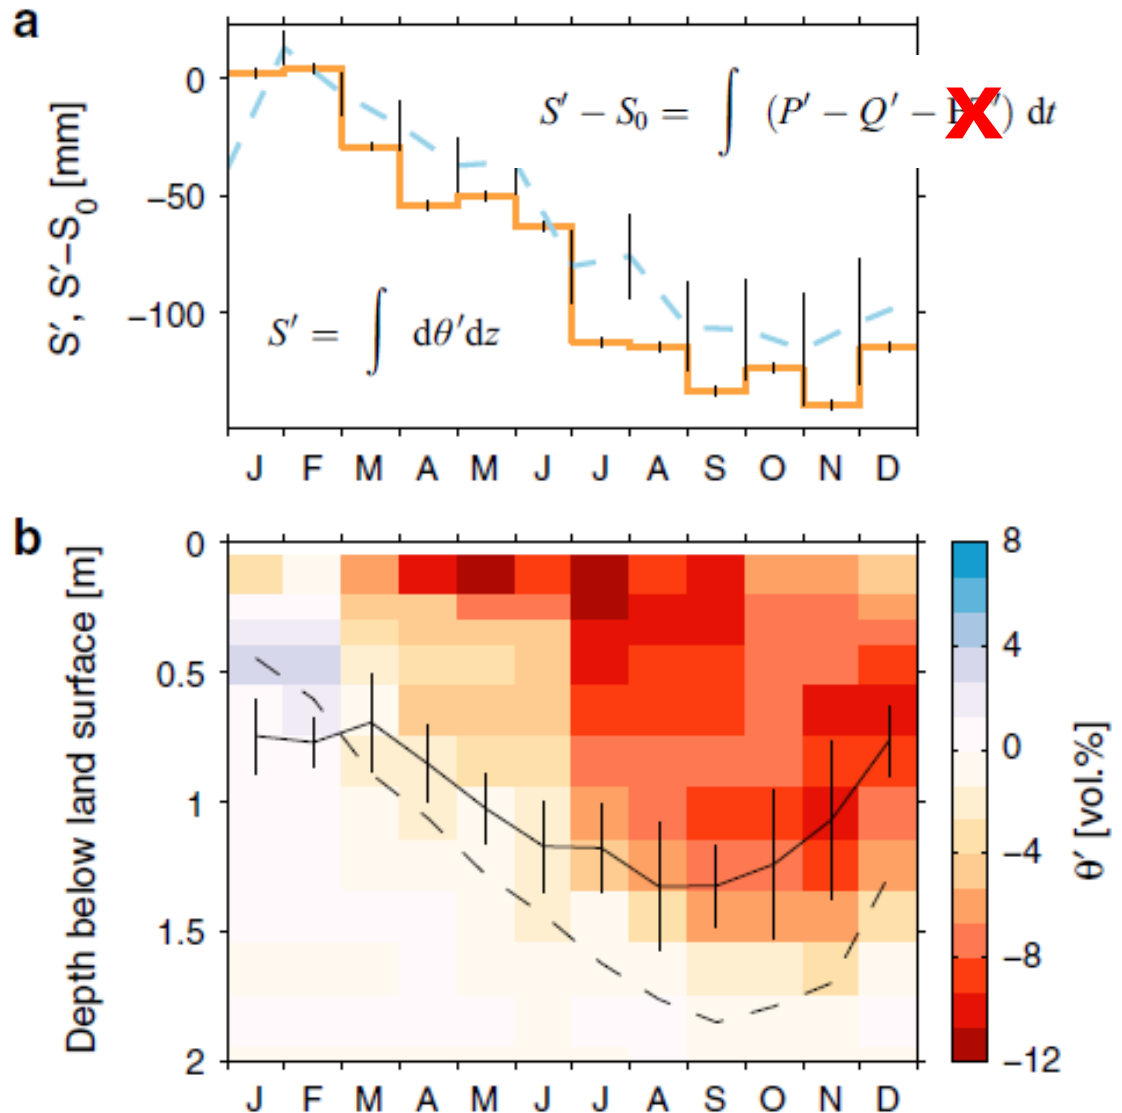 a
S′, S′−S₀ [mm]
0
−50
−100
S′ − S₀ = ∫ (P′ − Q′ − X′) dt
S′ = ∫ dθ′dz
J F M A M J J A S O N D
b
Depth below land surface [m]
0
0.5
1
1.5
2
J F M A M J J A S O N D
8
4
0
−4
−8
−12
θ′ [vol.%]